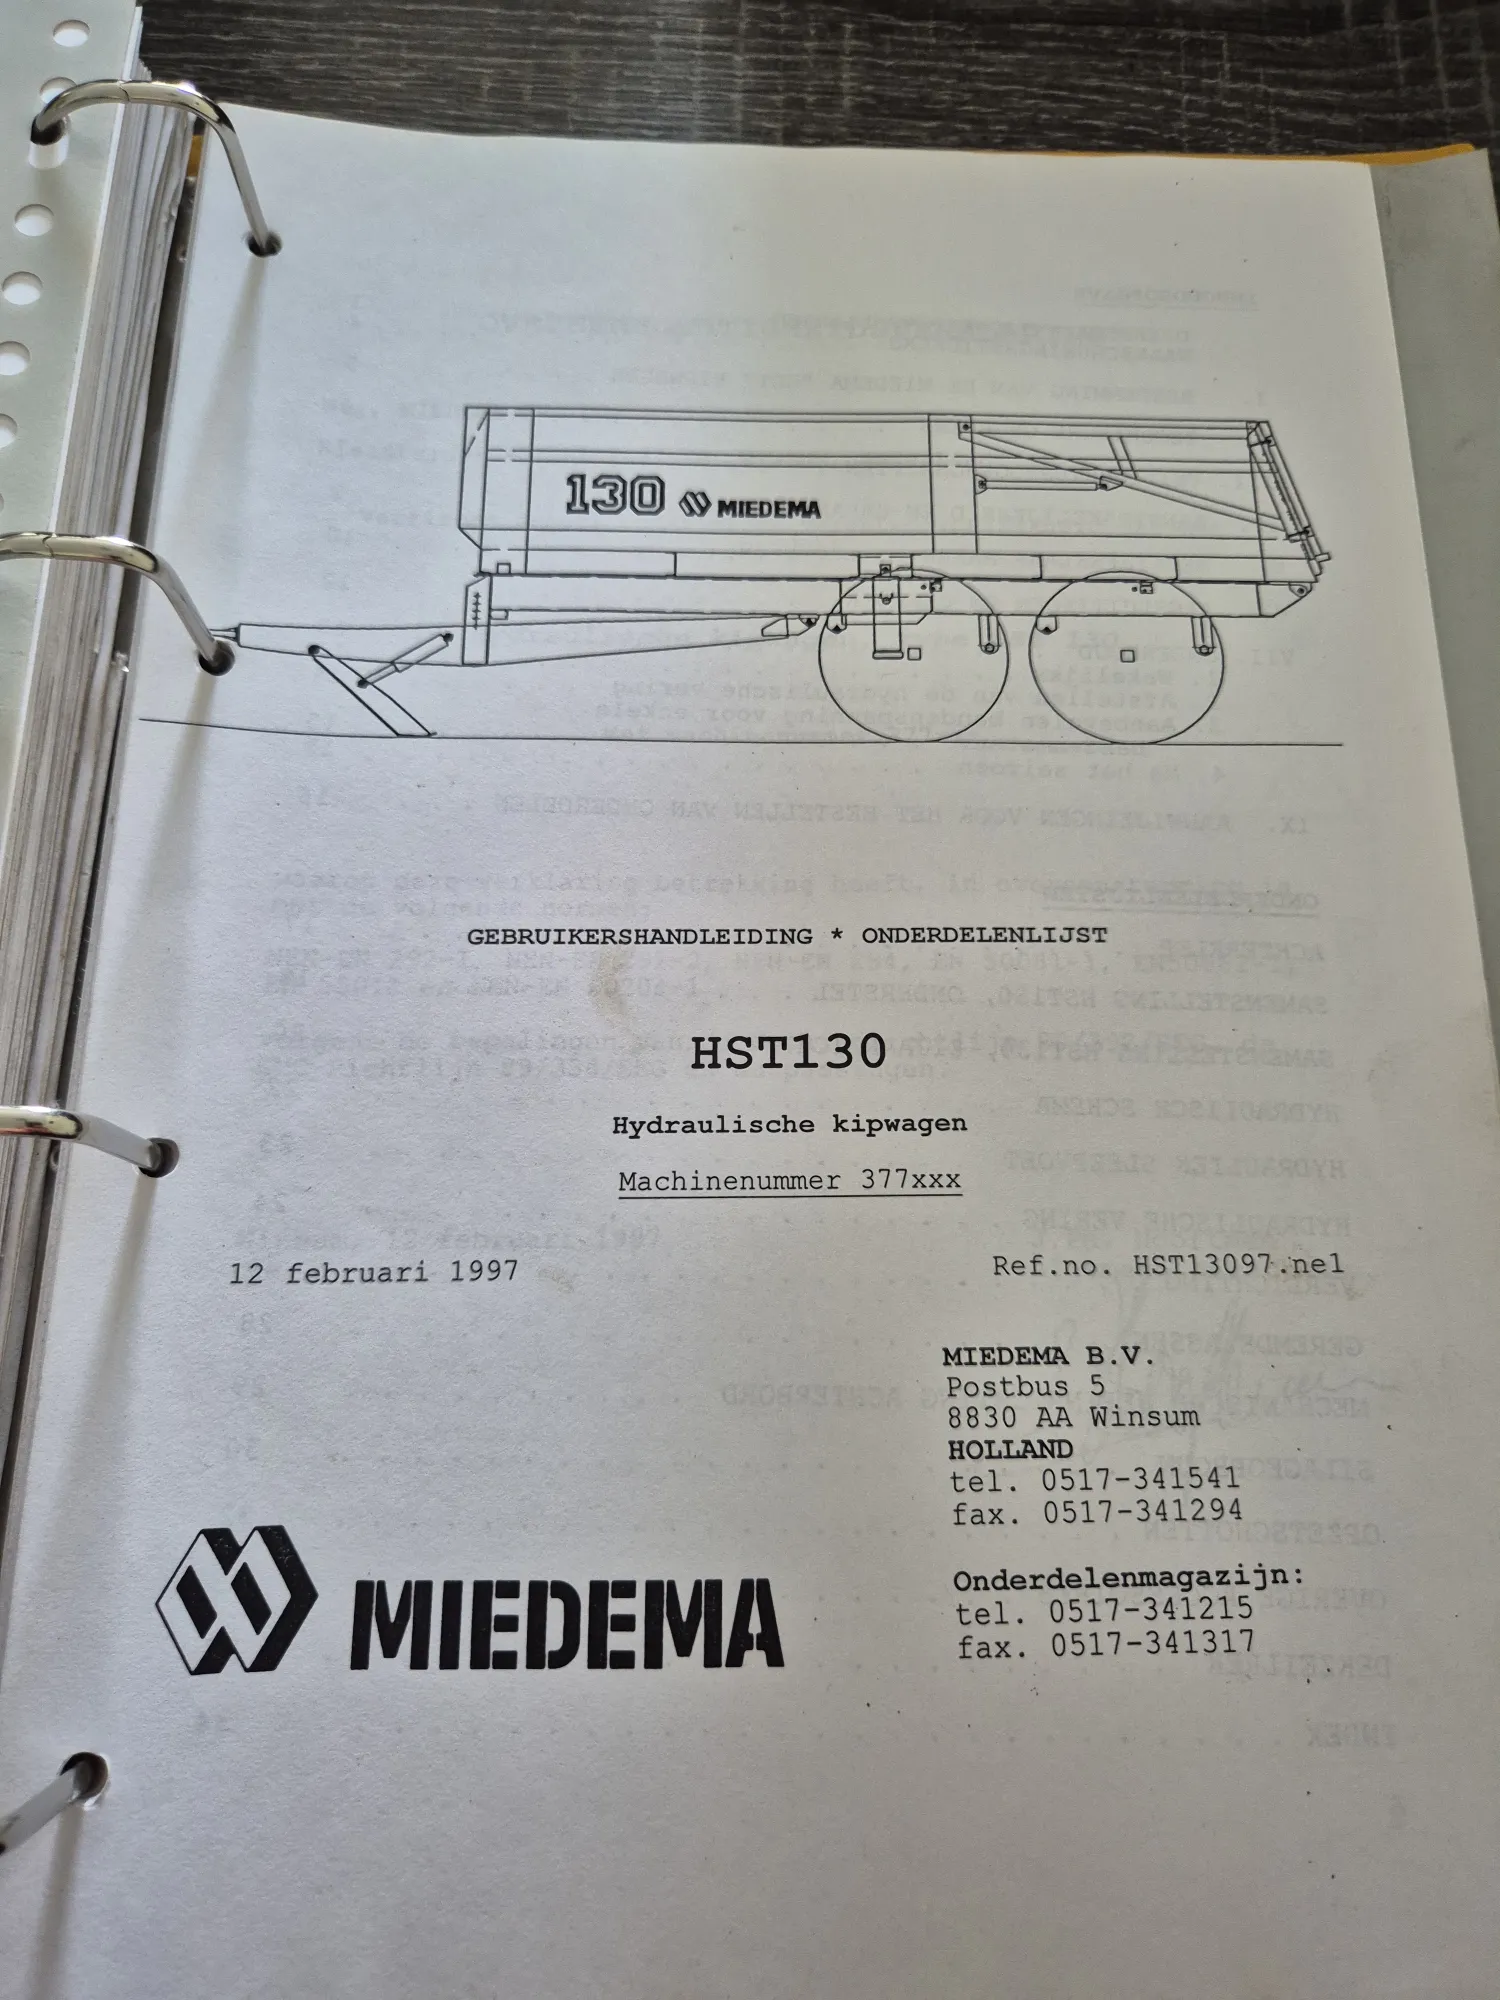 130 MIEDEMA
GEBRUIKERSHANDLEIDING * ONDERDELENLIJST
HST130
Hydraulische kipwagen
Machinenummer 377xxx
12 februari 1997
Ref.no. HST13097.nel
MIEDEMA B.V.
Postbus 5
8830 AA Winsum
HOLLAND
tel. 0517-341541
fax. 0517-341294
Onderdelenmagazijn:
tel. 0517-341215
fax. 0517-341317
MIEDEMA